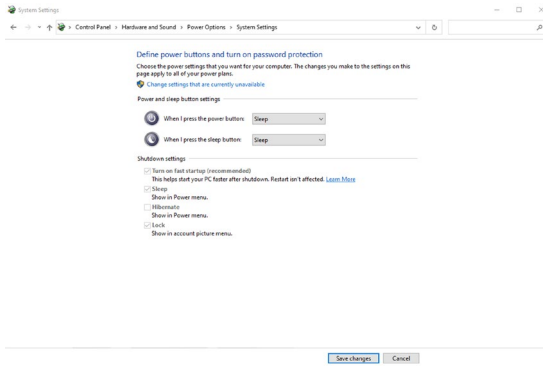 System Settings
Control Panel > Hardware and Sound > Power Options > System Settings
Define power buttons and turn on password protection
Choose the power settings that you want for your computer. The changes you make to the settings on this
page apply to all of your power plans.
Change settings that are currently unavailable
Power and sleep button settings
When I press the power button: Sleep
When I press the sleep button: Sleep
Shutdown settings
Turn on fast startup (recommended)
This helps start your PC faster after shutdown. Restart isn't affected. Learn More
Sleep
Show in Power menu.
Hibernate
Show in Power menu.
Lock
Show in account picture menu.
Save changes Cancel